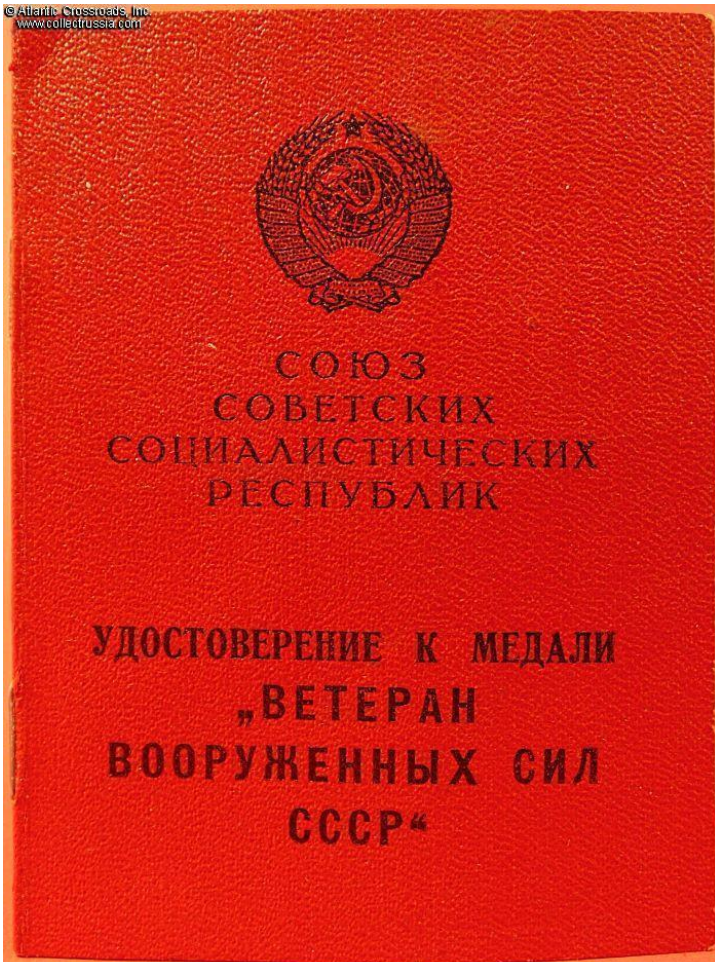 © Atlantic Crossroads, Inc.
www.collectrussia.com
СОЮЗ
СОВЕТСКИХ
СОЦИАЛИСТИЧЕСКИХ
РЕСПУБЛИК
УДОСТОВЕРЕНИЕ К МЕДАЛИ
„ВЕТЕРАН
ВООРУЖЕННЫХ СИЛ
СССР“